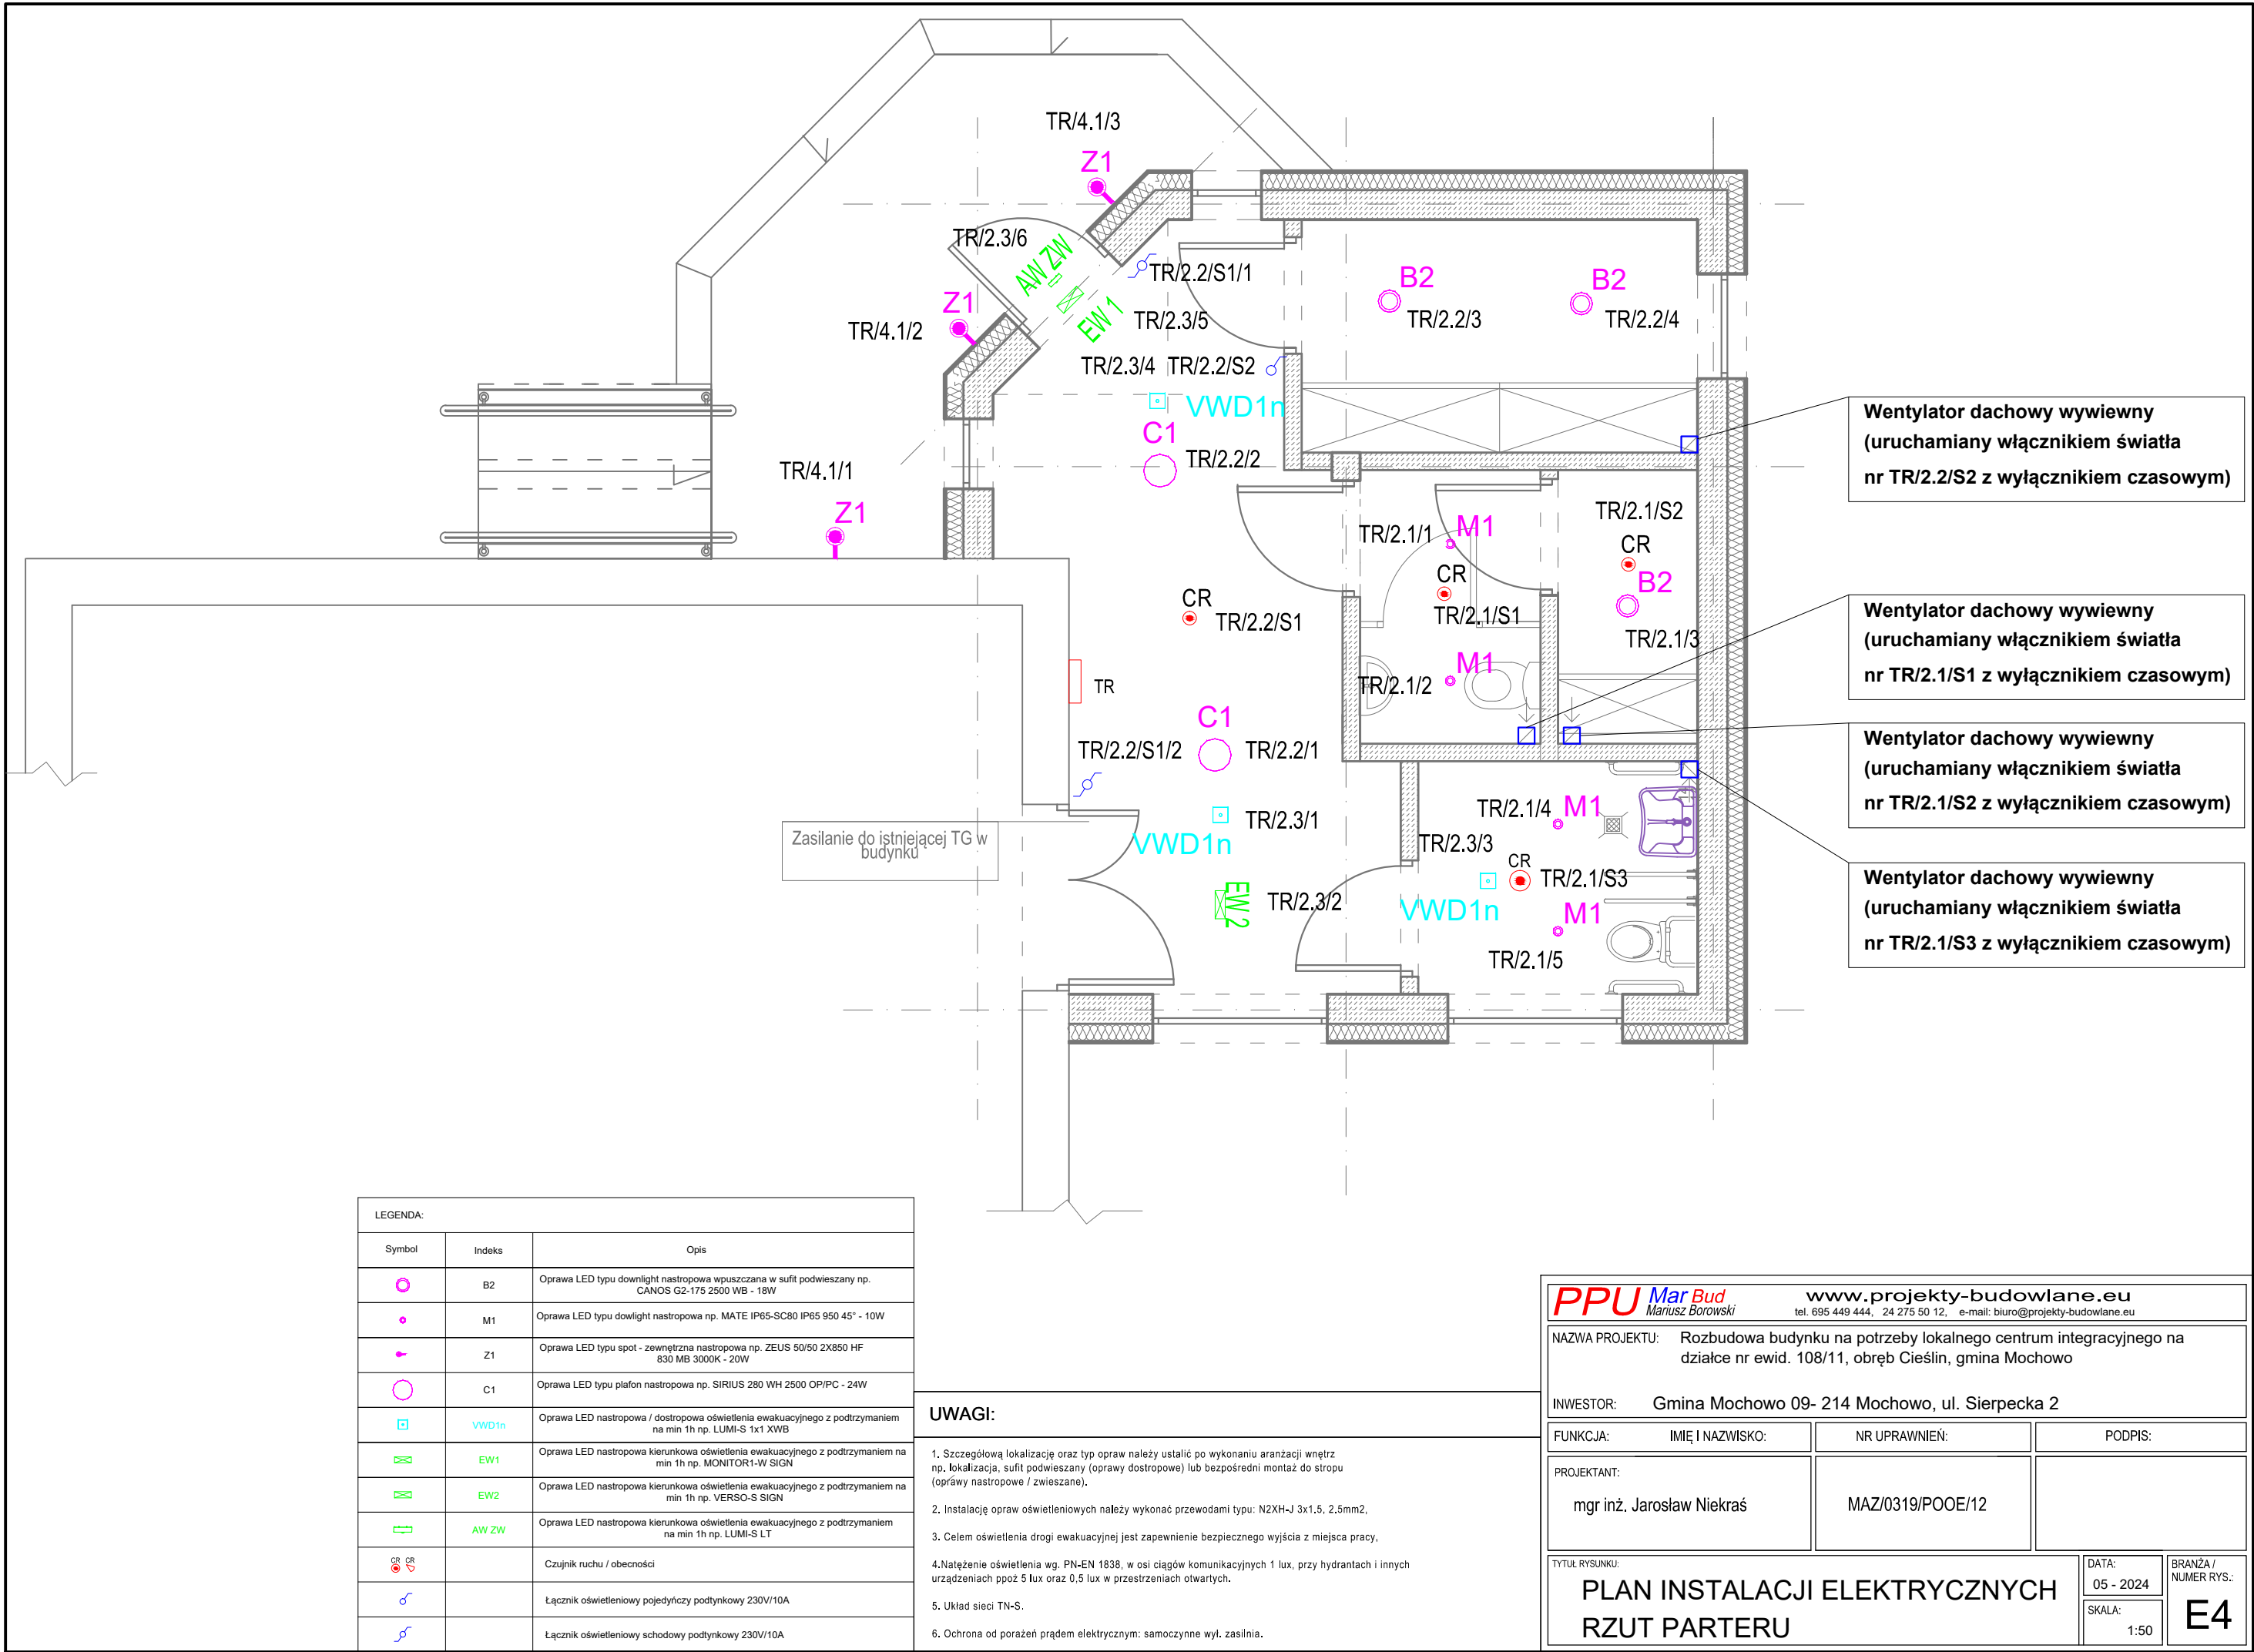 TR/4.1/3
Z1
TR/2.3/6
AW ZW
EW 1
TR/2.2/S1/1
Z1
TR/4.1/2
TR/2.3/5
TR/2.3/4
TR/2.2/S2
VWD1n
B2
TR/2.2/3
B2
TR/2.2/4
C1
TR/2.2/2
TR/4.1/1
Z1
TR/2.1/1
M1
CR
TR/2.1/S1
TR/2.1/S2
CR
B2
TR/2.1/3
CR
TR/2.2/S1
TR
M1
TR/2.1/2
C1
TR/2.2/1
TR/2.2/S1/2
TR/2.3/1
VWD1n
Zasilanie do istniejącej TG w
budynku
EW2
TR/2.3/2
TR/2.1/4
M1
TR/2.3/3
CR
TR/2.1/S3
VWD1n
M1
TR/2.1/5
Wentylator dachowy wywiewny
(uruchamiany włącznikiem światła
nr TR/2.2/S2 z wyłącznikiem czasowym)
Wentylator dachowy wywiewny
(uruchamiany włącznikiem światła
nr TR/2.1/S1 z wyłącznikiem czasowym)
Wentylator dachowy wywiewny
(uruchamiany włącznikiem światła
nr TR/2.1/S2 z wyłącznikiem czasowym)
Wentylator dachowy wywiewny
(uruchamiany włącznikiem światła
nr TR/2.1/S3 z wyłącznikiem czasowym)
LEGENDA:
Symbol Indeks Opis
B2 Oprawa LED typu downlight nastropowa wpuszczana w sufit podwieszany np.
CANOS G2-175 2500 WB - 18W
M1 Oprawa LED typu dowlight nastropowa np. MATE IP65-SC80 IP65 950 45° - 10W
Z1 Oprawa LED typu spot - zewnętrzna nastropowa np. ZEUS 50/50 2X850 HF
830 MB 3000K - 20W
C1 Oprawa LED typu plafon nastropowa np. SIRIUS 280 WH 2500 OP/PC - 24W
VWD1n Oprawa LED nastropowa / dostropowa oświetlenia ewakuacyjnego z podtrzymaniem
na min 1h np. LUMI-S 1x1 XWB
EW1 Oprawa LED nastropowa kierunkowa oświetlenia ewakuacyjnego z podtrzymaniem na
min 1h np. MONITOR1-W SIGN
EW2 Oprawa LED nastropowa kierunkowa oświetlenia ewakuacyjnego z podtrzymaniem na
min 1h np. VERSO-S SIGN
AW ZW Oprawa LED nastropowa kierunkowa oświetlenia ewakuacyjnego z podtrzymaniem
na min 1h np. LUMI-S LT
CR CR Czujnik ruchu / obecności
Łącznik oświetleniowy pojedyńczy podtynkowy 230V/10A
Łącznik oświetleniowy schodowy podtynkowy 230V/10A
UWAGI:
1. Szczegółową lokalizację oraz typ opraw należy ustalić po wykonaniu aranżacji wnętrz
np. lokalizacja, sufit podwieszany (oprawy dostropowe) lub bezpośredni montaż do stropu
(oprawy nastropowe / zwieszane).
2. Instalację opraw oświetleniowych należy wykonać przewodami typu: N2XH-J 3x1,5, 2,5mm2,
3. Celem oświetlenia drogi ewakuacyjnej jest zapewnienie bezpiecznego wyjścia z miejsca pracy,
4.Natężenie oświetlenia wg. PN-EN 1838, w osi ciągów komunikacyjnych 1 lux, przy hydrantach i innych
urządzeniach ppoż 5 lux oraz 0,5 lux w przestrzeniach otwartych.
5. Układ sieci TN-S.
6. Ochrona od porażeń prądem elektrycznym: samoczynne wył. zasilnia.
PPU Mar Bud
Mariusz Borowski
www.projekty-budowlane.eu
tel. 695 449 444, 24 275 50 12, e-mail: biuro@projekty-budowlane.eu
NAZWA PROJEKTU: Rozbudowa budynku na potrzeby lokalnego centrum integracyjnego na
działce nr ewid. 108/11, obręb Cieślin, gmina Mochowo
INWESTOR: Gmina Mochowo 09- 214 Mochowo, ul. Sierpecka 2
FUNKCJA: IMIĘ I NAZWISKO: NR UPRAWNIEŃ: PODPIS:
PROJEKTANT:
mgr inż. Jarosław Niekraś MAZ/0319/POOE/12
TYTUŁ RYSUNKU:
PLAN INSTALACJI ELEKTRYCZNYCH
RZUT PARTERU
DATA:
05 - 2024
SKALA:
1:50
BRANŻA /
NUMER RYS.:
E4